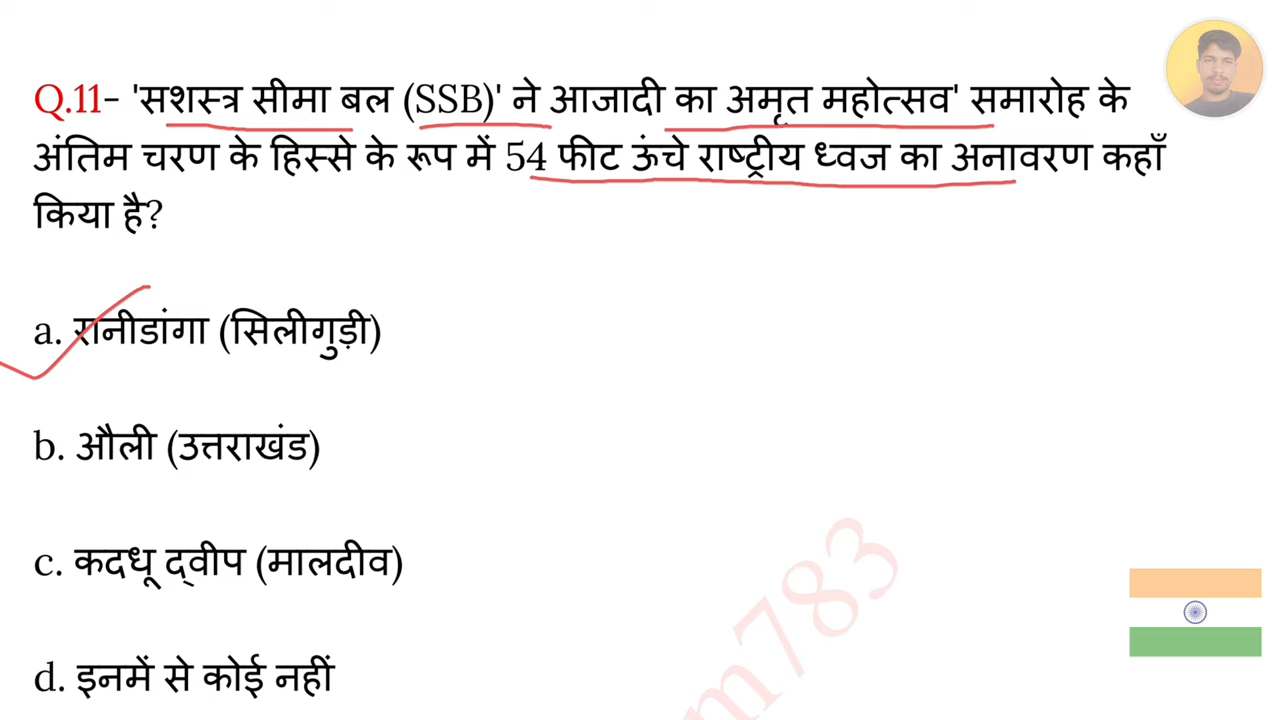 Q.11- 'सशस्त्र सीमा बल (SSB)' ने आजादी का अमृत महोत्सव' समारोह के
अंतिम चरण के हिस्से के रूप में 54 फीट ऊंचे राष्ट्रीय ध्वज का अनावरण कहाँ
किया है?
a. रानीडांगा (सिलीगुड़ी)
b. औली (उत्तराखंड)
c. कदधू द्वीप (मालदीव)
d. इनमें से कोई नहीं
m783